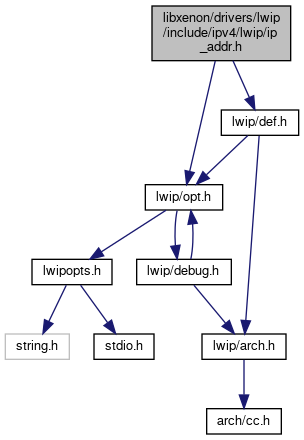 libxenon/drivers/lwip
/include/ipv4/lwip/ip
_addr.h
lwip/def.h
lwip/opt.h
lwipopts.h
lwip/debug.h
string.h
stdio.h
lwip/arch.h
arch/cc.h